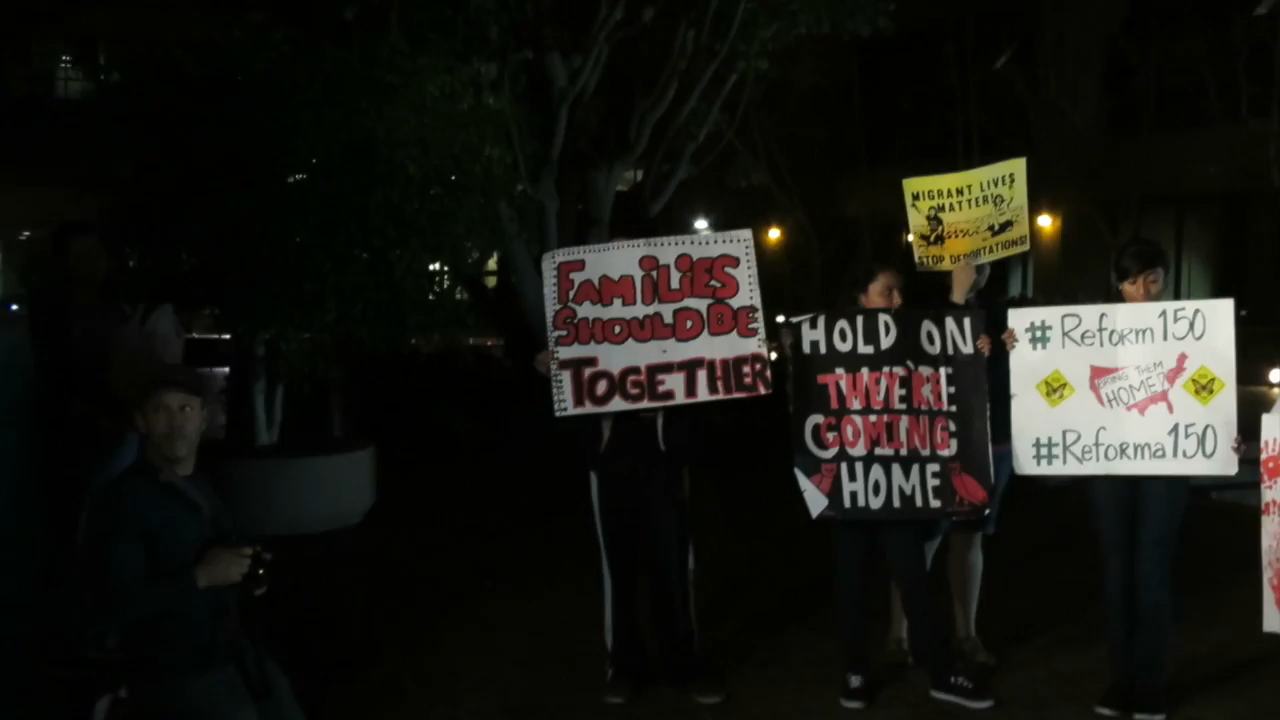 FAMiLiES
SHOULD BE
TOGETHER
MIGRANT LIVES
MATTER!
STOP DEPORTATIONS!
HOLD ON
THEY'RE
COMING
HOME
#Reform150
BRING THEM
HOME!
#Reforma150